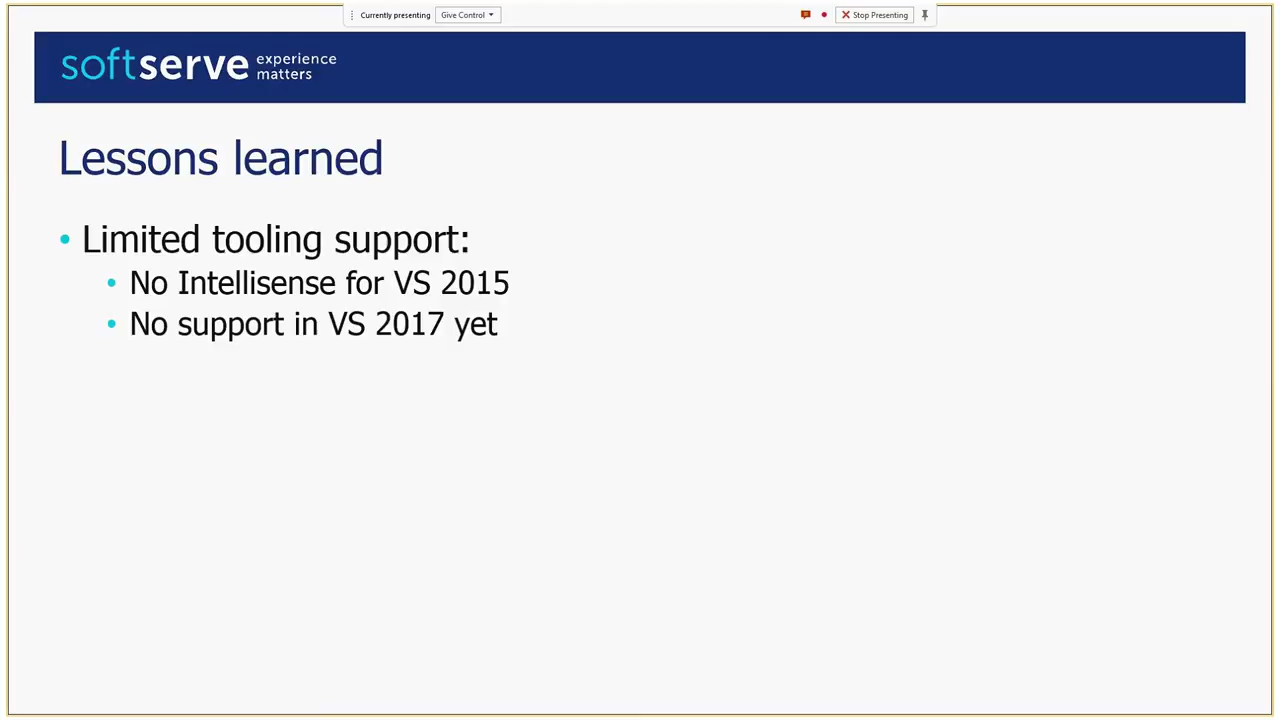 Currently presenting Give Control Stop Presenting
softserve experience matters
Lessons learned
• Limited tooling support:
• No Intellisense for VS 2015
• No support in VS 2017 yet